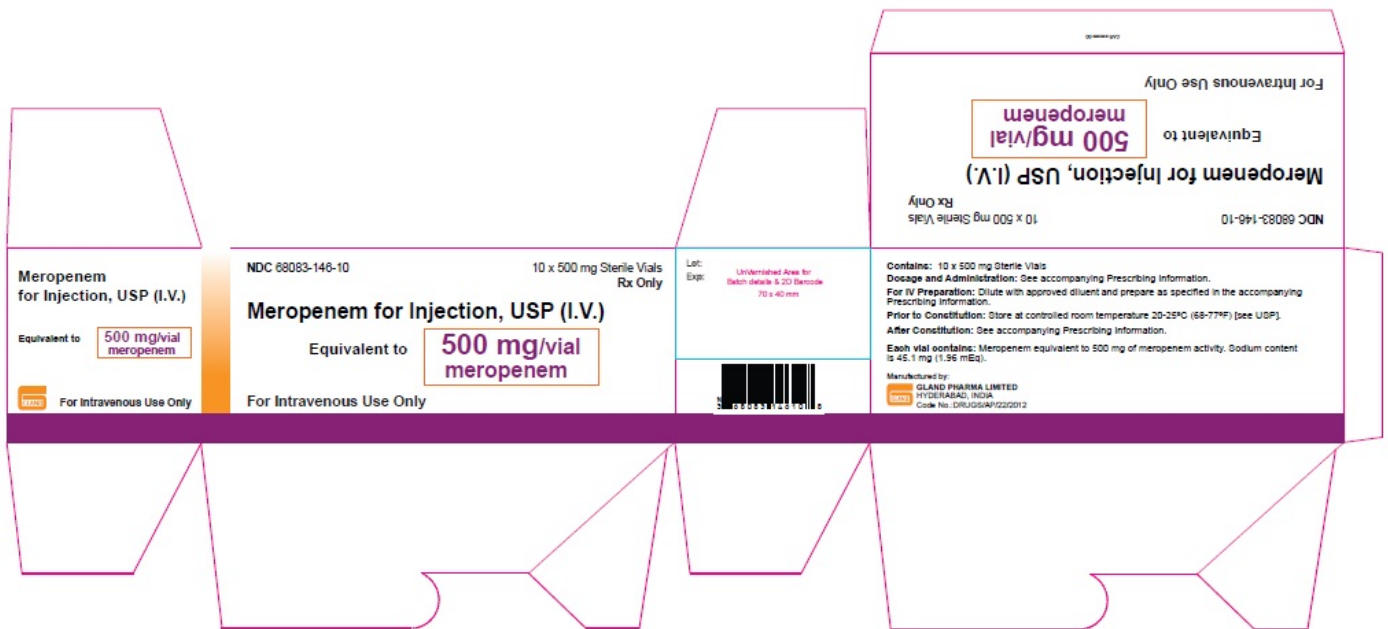 Meropenem
for Injection, USP (I.V.)
Equivalent to
500 mg/vial
meropenem
GLAND
For Intravenous Use Only
NDC 68083-146-10
10 x 500 mg Sterile Vials
Rx Only
Meropenem for Injection, USP (I.V.)
Equivalent to
500 mg/vial
meropenem
For Intravenous Use Only
Lot:
Exp:
UnVarnished Area for
Batch details & 2D Barcode
70 x 40 mm
N
3 68083 14610 8
NDC 68083-146-10
10 x 500 mg Sterile Vials
Rx Only
Meropenem for Injection, USP (I.V.)
Equivalent to
500 mg/vial
meropenem
For Intravenous Use Only
Contains: 10 x 500 mg Sterile Vials
Dosage and Administration: See accompanying Prescribing Information.
For IV Preparation: Dilute with approved diluent and prepare as specified in the accompanying
Prescribing Information.
Prior to Constitution: Store at controlled room temperature 20-25ºC (68-77ºF) [see USP].
After Constitution: See accompanying Prescribing Information.
Each vial contains: Meropenem equivalent to 500 mg of meropenem activity. Sodium content
is 45.1 mg (1.96 mEq).
Manufactured by:
GLAND
GLAND PHARMA LIMITED
HYDERABAD, INDIA
Code No.:DRUGS/AP/22/2012